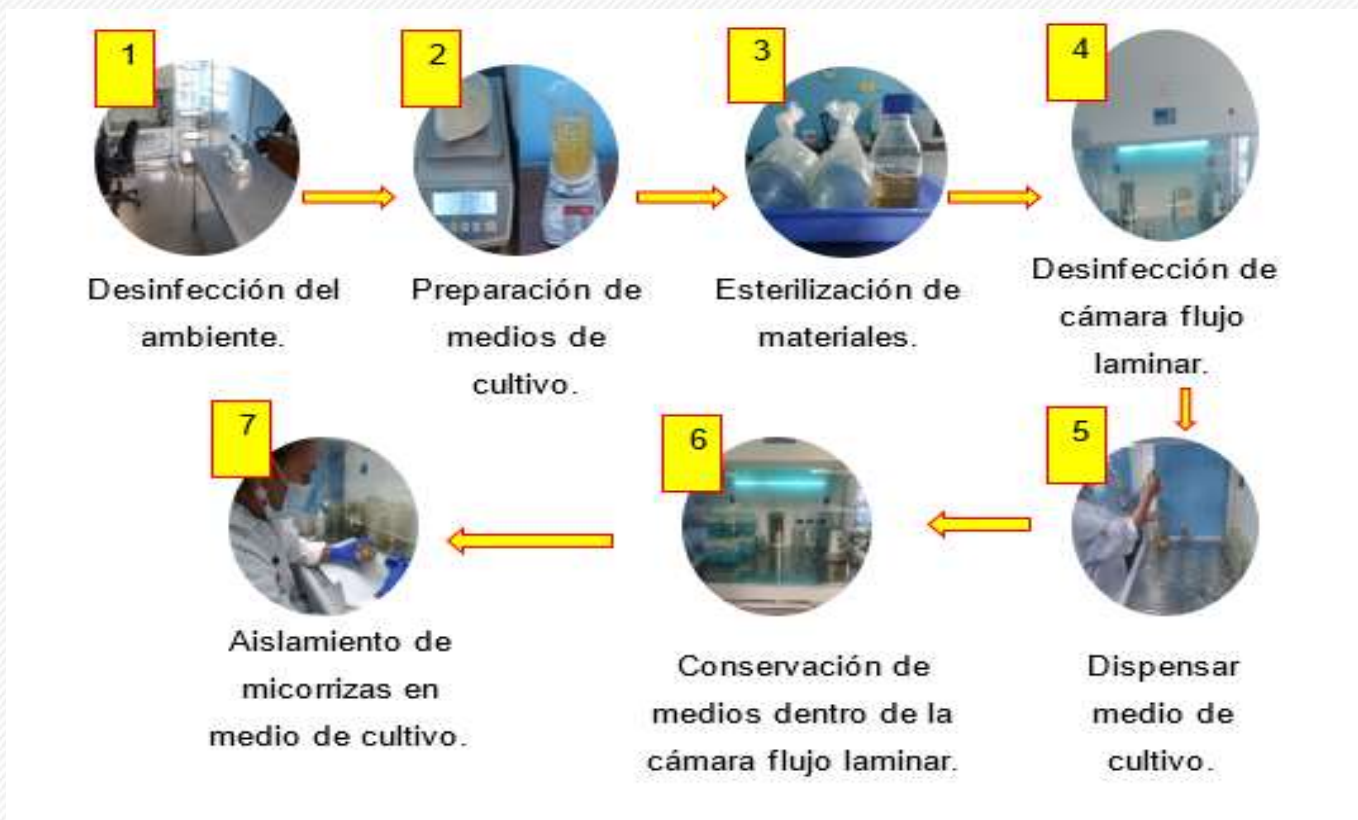 1
Desinfección del
ambiente.
2
Preparación de
medios de
cultivo.
3
Esterilización de
materiales.
4
Desinfección de
cámara flujo
laminar.
5
Dispensar
medio de
cultivo.
6
Conservación de
medios dentro de la
cámara flujo laminar.
7
Aislamiento de
micorrizas en
medio de cultivo.